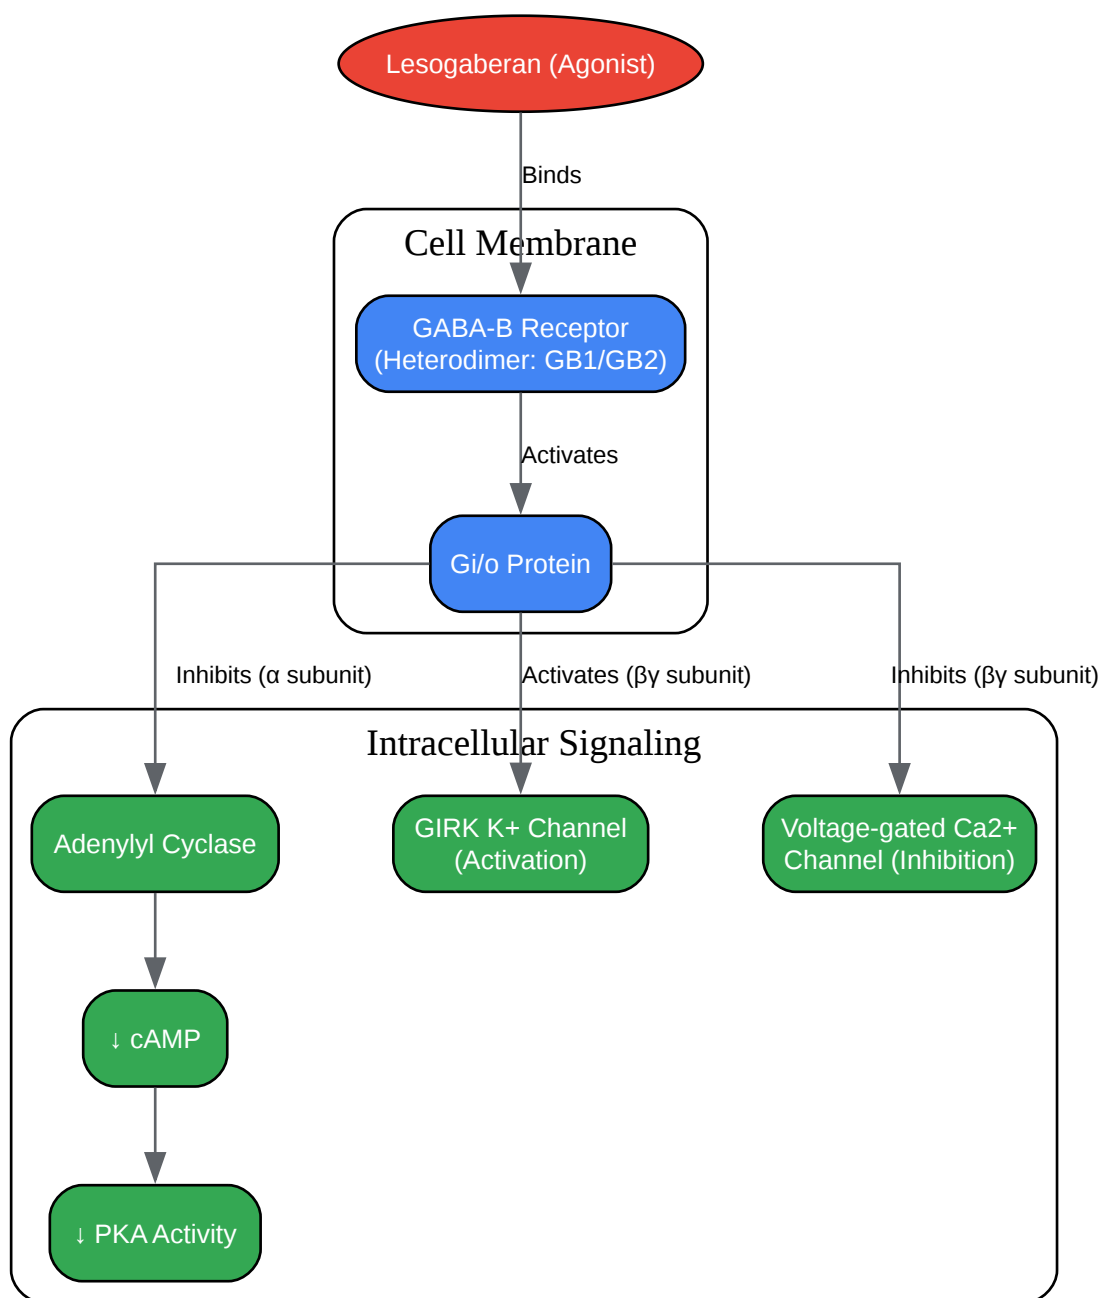 Lesogaberan (Agonist)
Binds
Cell Membrane
GABA-B Receptor
(Heterodimer: GB1/GB2)
Activates
Gi/o Protein
Inhibits (α subunit)
Activates (βγ subunit)
Inhibits (βγ subunit)
Intracellular Signaling
Adenylyl Cyclase
GIRK K+ Channel
(Activation)
Voltage-gated Ca2+
Channel (Inhibition)
↓ cAMP
↓ PKA Activity